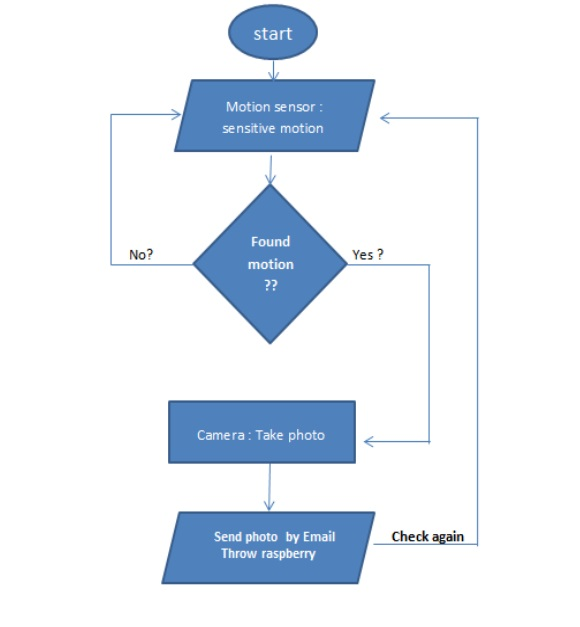 start
Motion sensor :
sensitive motion
Found
motion
??
No?
Yes ?
Camera : Take photo
Send photo by Email
Throw raspberry
Check again